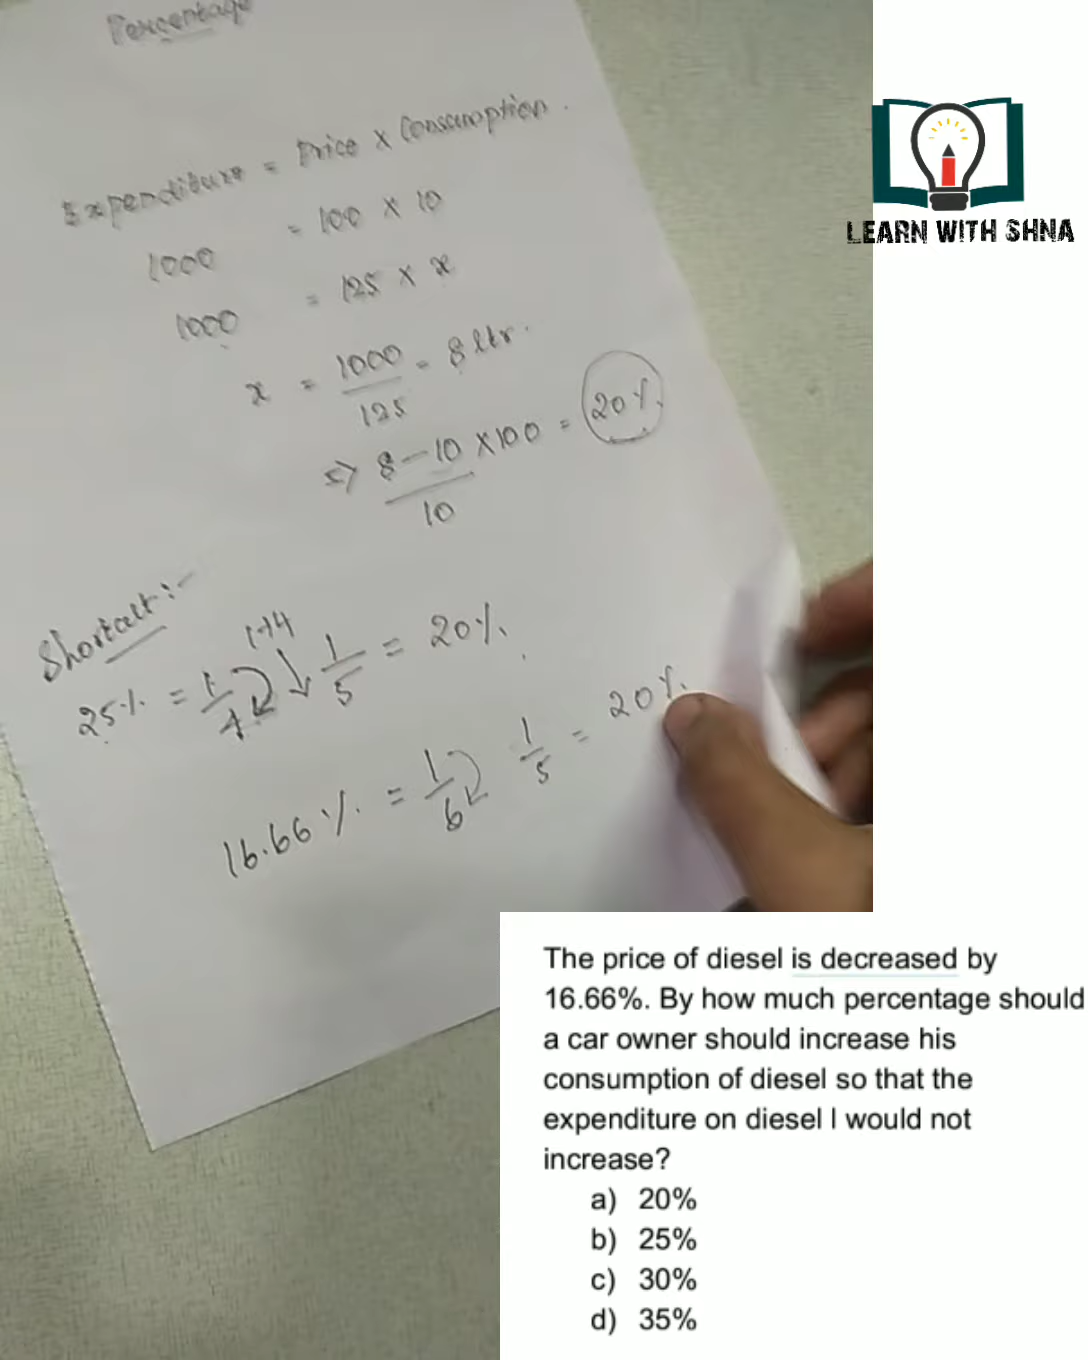 Percentage
Expenditure = Price × Consumption.
1000 = 100 × 10
1000 = 125 × x
x = 1000/125 = 8 ltr.
=> 8-10/10 × 100 = 20%
Shortcut:-
25% = 1/4 1+4 1/5 = 20%
16.66% = 1/6 1/5 = 20%
LEARN WITH SHNA
The price of diesel is decreased by
16.66%. By how much percentage should
a car owner should increase his
consumption of diesel so that the
expenditure on diesel I would not
increase?
a) 20%
b) 25%
c) 30%
d) 35%